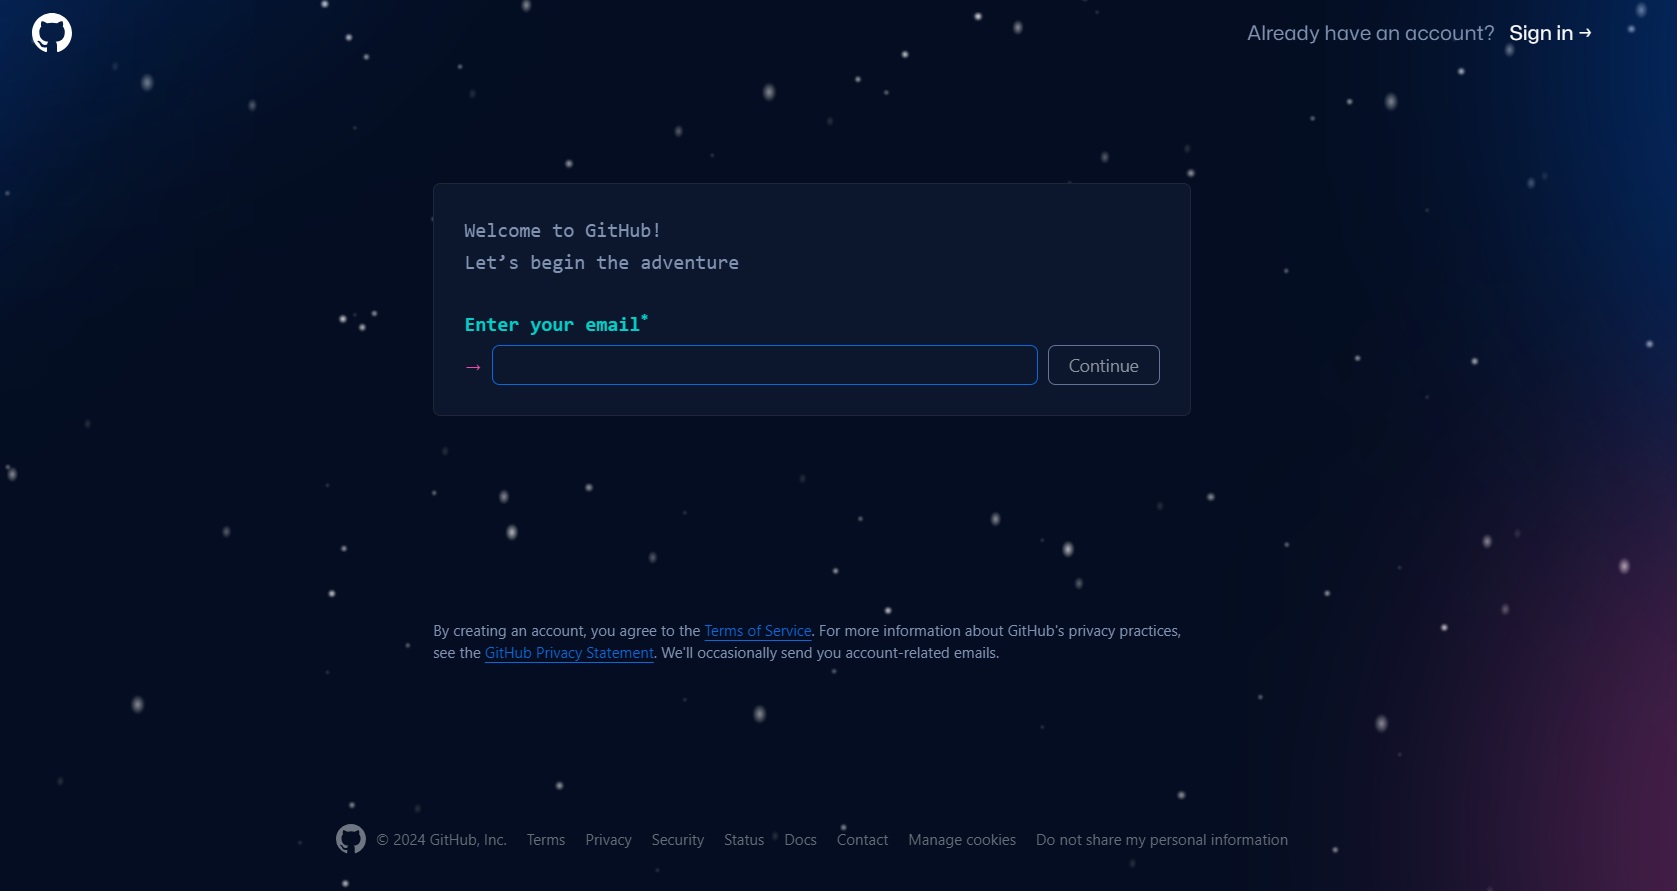 Already have an account? Sign in →
Welcome to GitHub!
Let’s begin the adventure
Enter your email*
→
Continue
By creating an account, you agree to the Terms of Service. For more information about GitHub's privacy practices,
see the GitHub Privacy Statement. We'll occasionally send you account-related emails.
© 2024 GitHub, Inc. Terms Privacy Security Status Docs Contact Manage cookies Do not share my personal information